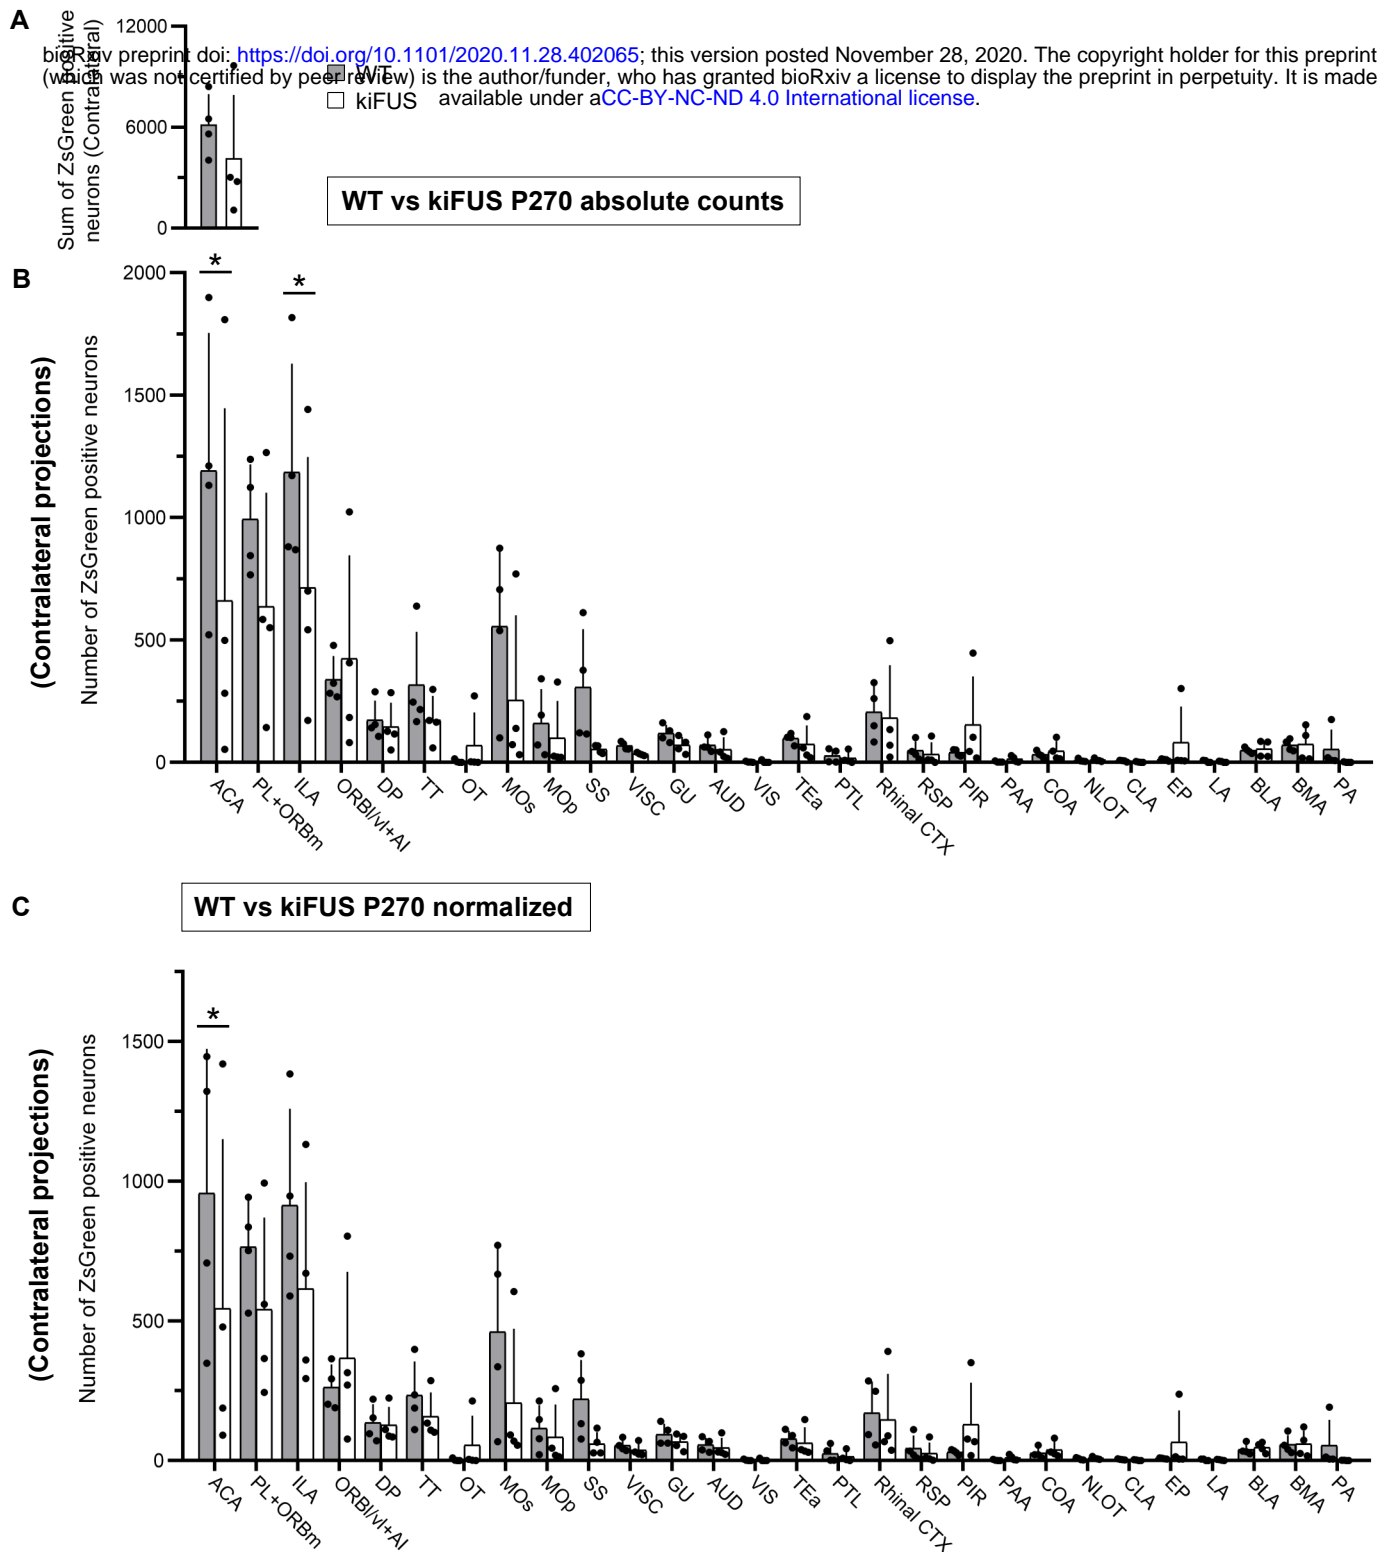 A
12000
6000
0
Sum of ZsGreen positive
neurons (Contralateral)
bioRxiv preprint doi: https://doi.org/10.1101/2020.11.28.402065; this version posted November 28, 2020. The copyright holder for this preprint
(which was not certified by peer review) is the author/funder, who has granted bioRxiv a license to display the preprint in perpetuity. It is made
available under aCC-BY-NC-ND 4.0 International license.
WT
kiFUS
WT vs kiFUS P270 absolute counts
B
(Contralateral projections)
Number of ZsGreen positive neurons
2000
1500
1000
500
0
*
*
ACA
PL+ORBm
ILA
ORBl/vl+AI
DP
TT
OT
MOs
MOp
SS
VISC
GU
AUD
VIS
TEa
PTL
Rhinal CTX
RSP
PIR
PAA
COA
NLOT
CLA
EP
LA
BLA
BMA
PA
C
WT vs kiFUS P270 normalized
(Contralateral projections)
Number of ZsGreen positive neurons
1500
1000
500
0
*
ACA
PL+ORBm
ILA
ORBl/vl+AI
DP
TT
OT
MOs
MOp
SS
VISC
GU
AUD
VIS
TEa
PTL
Rhinal CTX
RSP
PIR
PAA
COA
NLOT
CLA
EP
LA
BLA
BMA
PA